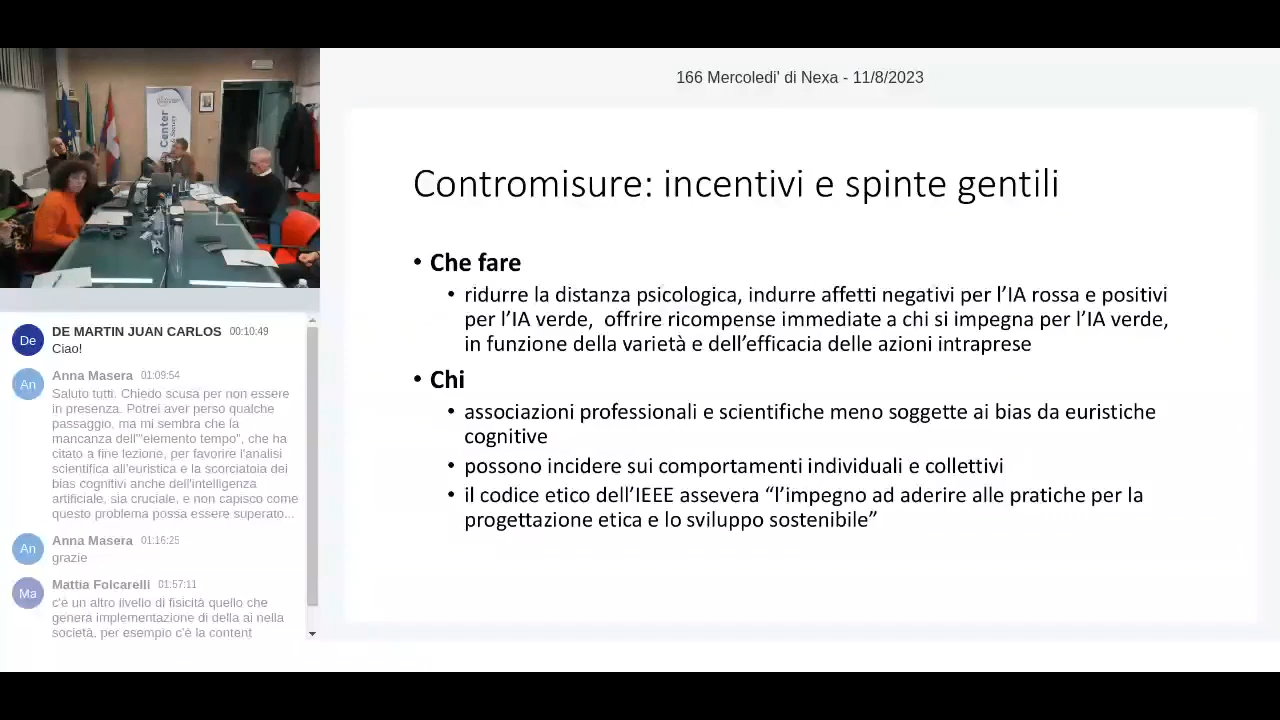 166 Mercoledi' di Nexa - 11/8/2023
Center
& Society
Contromisure: incentivi e spinte gentili
• Che fare
• ridurre la distanza psicologica, indurre affetti negativi per l'IA rossa e positivi
per l'IA verde, offrire ricompense immediate a chi si impegna per l'IA verde,
in funzione della varietà e dell'efficacia delle azioni intraprese
• Chi
• associazioni professionali e scientifiche meno soggette ai bias da euristiche
cognitive
• possono incidere sui comportamenti individuali e collettivi
• il codice etico dell'IEEE assevera “l'impegno ad aderire alle pratiche per la
progettazione etica e lo sviluppo sostenibile”
De
DE MARTIN JUAN CARLOS 00:10:49
Ciao!
An
Anna Masera 01:09:54
Saluto tutti. Chiedo scusa per non essere
in presenza. Potrei aver perso qualche
passaggio, ma mi sembra che la
mancanza dell'"elemento tempo", che ha
citato a fine lezione, per favorire l'analisi
scientifica all'euristica e la scorciatoia dei
bias cognitivi anche dell'intelligenza
artificiale, sia cruciale, e non capisco come
questo problema possa essere superato...
An
Anna Masera 01:16:25
grazie
Ma
Mattia Folcarelli 01:57:11
c'è un altro livello di fisicità quello che
genera implementazione di della ai nella
società, per esempio c'è la content